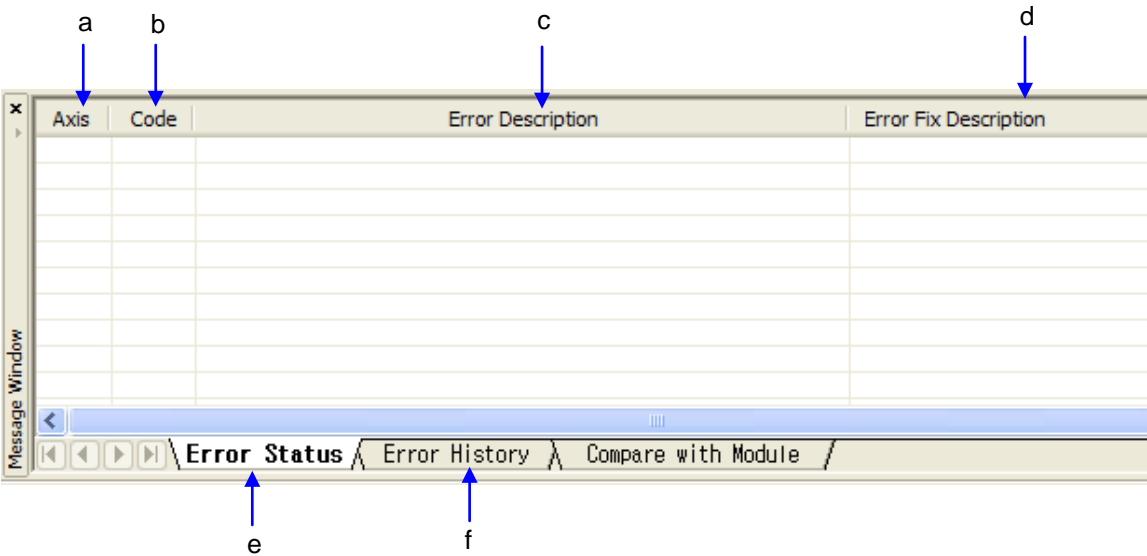 a b c d
Axis Code Error Description Error Fix Description
Message Window
Error Status Error History Compare with Module
e f